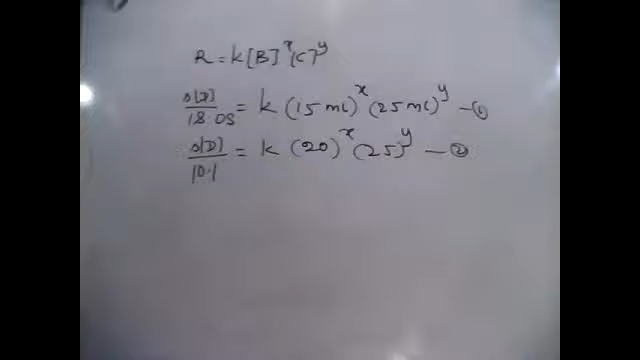 R = k[B]^x[C]^y
Δ[D]/18.05 = k (15 ml)^x (25 ml)^y — ①
Δ[D]/10.1 = k (20)^x (25)^y — ②